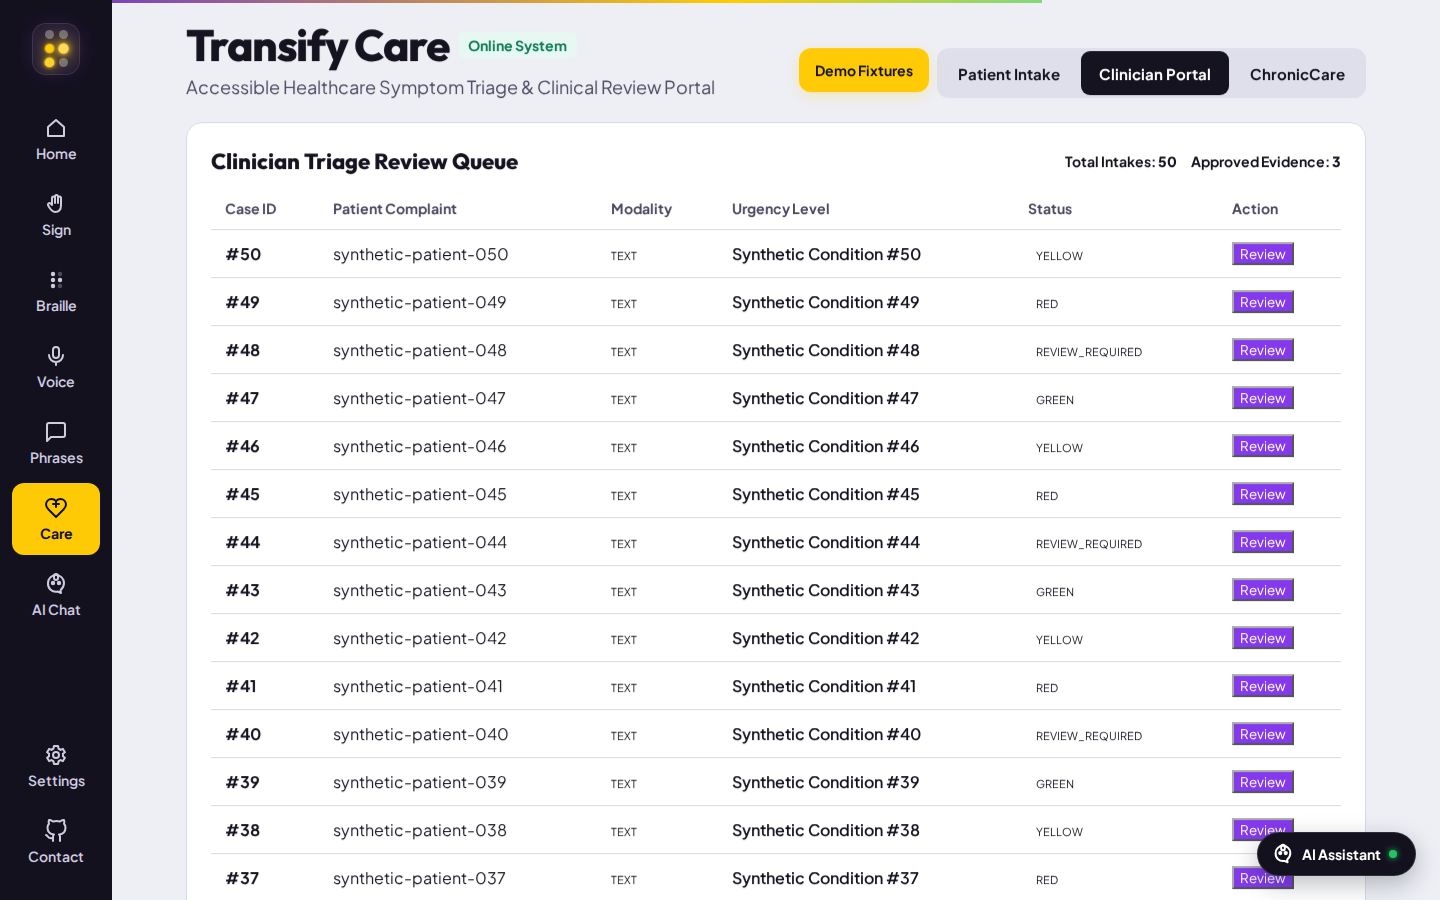 Home
Sign
Braille
Voice
Phrases
Care
AI Chat
Settings
Contact
Transify Care
Online System
Accessible Healthcare Symptom Triage & Clinical Review Portal
Demo Fixtures
Patient Intake
Clinician Portal
ChronicCare
Clinician Triage Review Queue
Total Intakes: 50 Approved Evidence: 3
Case ID Patient Complaint Modality Urgency Level Status Action
#50 synthetic-patient-050 TEXT Synthetic Condition #50 YELLOW Review
#49 synthetic-patient-049 TEXT Synthetic Condition #49 RED Review
#48 synthetic-patient-048 TEXT Synthetic Condition #48 REVIEW_REQUIRED Review
#47 synthetic-patient-047 TEXT Synthetic Condition #47 GREEN Review
#46 synthetic-patient-046 TEXT Synthetic Condition #46 YELLOW Review
#45 synthetic-patient-045 TEXT Synthetic Condition #45 RED Review
#44 synthetic-patient-044 TEXT Synthetic Condition #44 REVIEW_REQUIRED Review
#43 synthetic-patient-043 TEXT Synthetic Condition #43 GREEN Review
#42 synthetic-patient-042 TEXT Synthetic Condition #42 YELLOW Review
#41 synthetic-patient-041 TEXT Synthetic Condition #41 RED Review
#40 synthetic-patient-040 TEXT Synthetic Condition #40 REVIEW_REQUIRED Review
#39 synthetic-patient-039 TEXT Synthetic Condition #39 GREEN Review
#38 synthetic-patient-038 TEXT Synthetic Condition #38 YELLOW Review
#37 synthetic-patient-037 TEXT Synthetic Condition #37 RED Review
AI Assistant